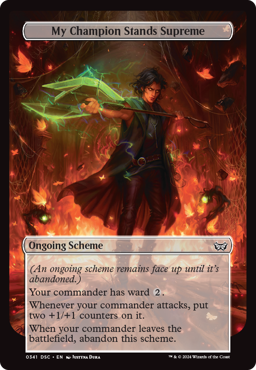 My Champion Stands Supreme
Ongoing Scheme
(An ongoing scheme remains face up until it's
abandoned.)
Your commander has ward 2.
Whenever your commander attacks, put
two +1/+1 counters on it.
When your commander leaves the
battlefield, abandon this scheme.
0341 DSC • EN Justyna Dura
™ & © 2024 Wizards of the Coast